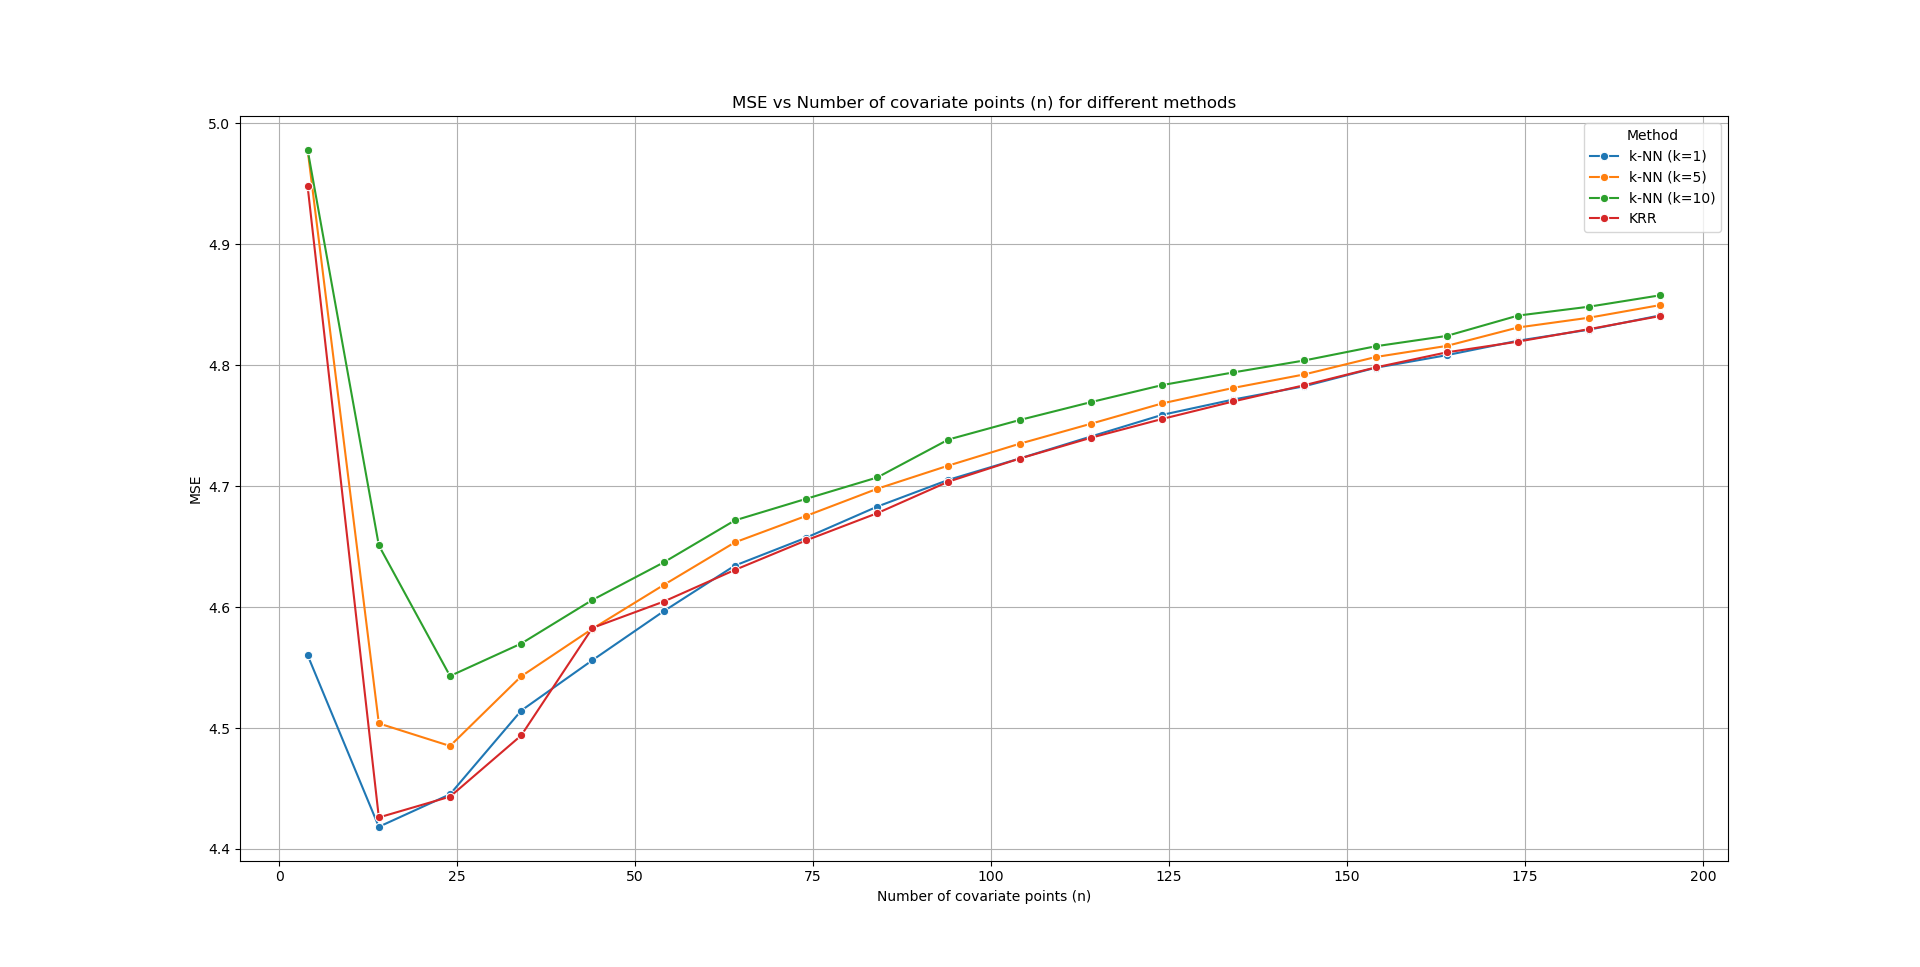 MSE vs Number of covariate points (n) for different methods
5.0
4.9
4.8
4.7
4.6
4.5
4.4
MSE
0 25 50 75 100 125 150 175 200
Number of covariate points (n)
Method
k-NN (k=1)
k-NN (k=5)
k-NN (k=10)
KRR